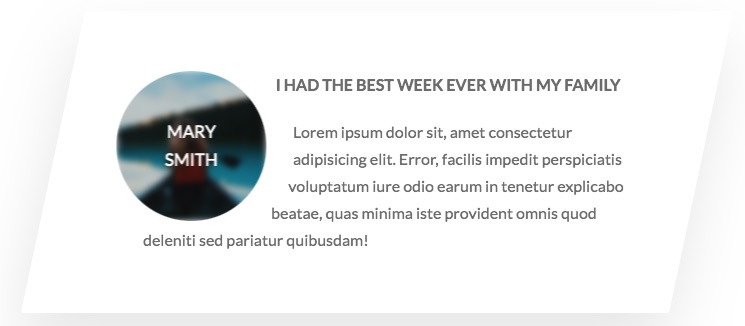 MARY
SMITH
I HAD THE BEST WEEK EVER WITH MY FAMILY
Lorem ipsum dolor sit, amet consectetur
adipisicing elit. Error, facilis impedit perspiciatis
voluptatum iure odio earum in tenetur explicabo
beatae, quas minima iste provident omnis quod
deleniti sed pariatur quibusdam!